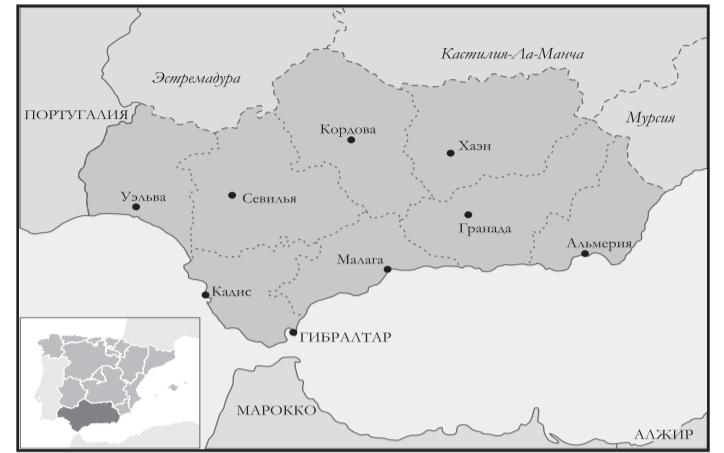 Кастилия-Ла-Манча
Эстремадура
ПОРТУГАЛИЯ
Мурсия
Кордова
Хаэн
Уэльва
Севилья
Гранада
Альмерия
Малага
Кадис
ГИБРАЛТАР
МАРОККО
АЛЖИР